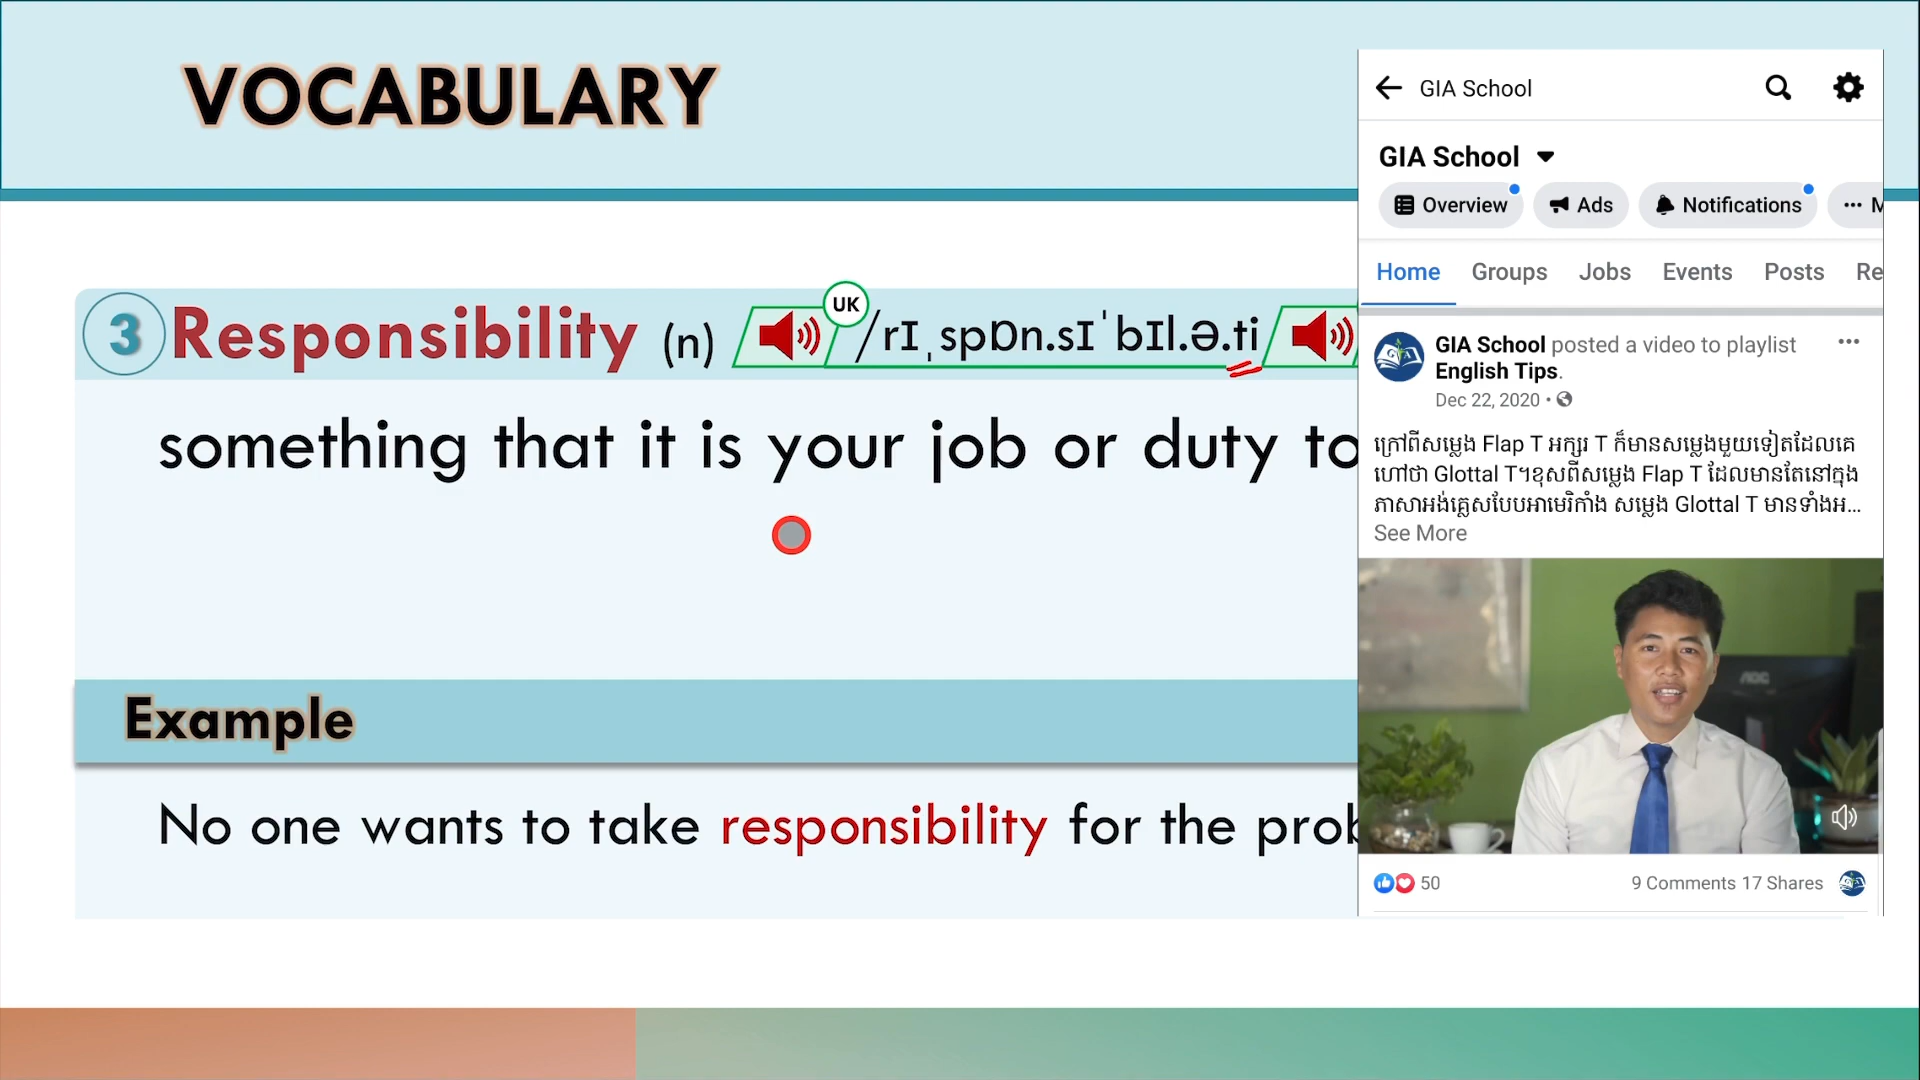 VOCABULARY
3 Responsibility (n) UK /rɪˌspɒn.sɪˈbɪl.ə.ti
something that it is your job or duty to
Example
No one wants to take responsibility for the prob
GIA School
GIA School
Overview Ads Notifications ... M
Home Groups Jobs Events Posts Re
GIA School posted a video to playlist
English Tips.
Dec 22, 2020 •
ក្រៅពីសម្លេង Flap T អក្សរ T ក៏មានសម្លេងមួយទៀតដែលគេ
ហៅថា Glottal T។ខុសពីសម្លេង Flap T ដែលមានតែនៅក្នុង
ភាសាអង់គ្លេសបែបអាមេរិកាំង សម្លេង Glottal T មានទាំងអ...
See More
AOC
50 9 Comments 17 Shares